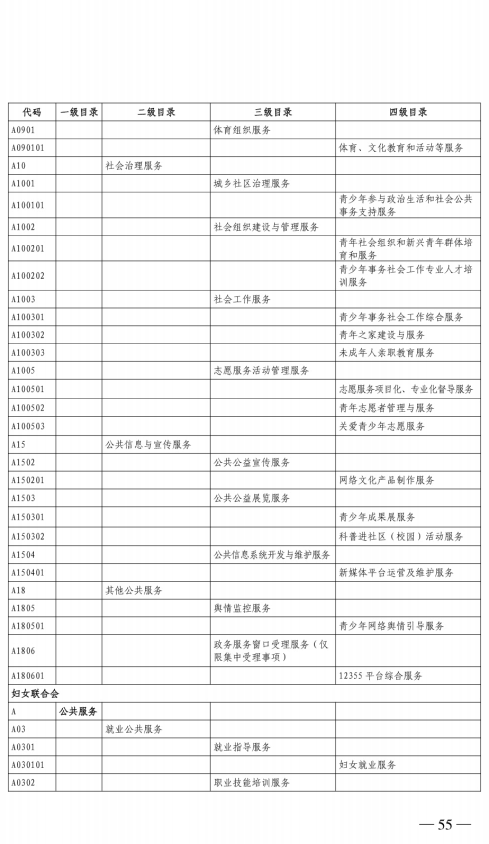 代码 一级目录 二级目录 三级目录 四级目录
A0901 体育组织服务
A090101 体育、文化教育和活动等服务
A10 社会治理服务
A1001 城乡社区治理服务
A100101 青少年参与政治生活和社会公共
事务支持服务
A1002 社会组织建设与管理服务
A100201 青年社会组织和新兴青年群体培
育和服务
A100202 青少年事务社会工作专业人才培
训服务
A1003 社会工作服务
A100301 青少年事务社会工作综合服务
A100302 青年之家建设与服务
A100303 未成年人亲职教育服务
A1005 志愿服务活动管理服务
A100501 志愿服务项目化、专业化督导服务
A100502 青年志愿者管理与服务
A100503 关爱青少年志愿服务
A15 公共信息与宣传服务
A1502 公共公益宣传服务
A150201 网络文化产品制作服务
A1503 公共公益展览服务
A150301 青少年成果展服务
A150302 科普进社区（校园）活动服务
A1504 公共信息系统开发与维护服务
A150401 新媒体平台运营及维护服务
A18 其他公共服务
A1805 舆情监控服务
A180501 青少年网络舆情引导服务
A1806 政务服务窗口受理服务（仅
限集中受理事项）
A180601 12355 平台综合服务
妇女联合会
A 公共服务
A03 就业公共服务
A0301 就业指导服务
A030101 妇女就业服务
A0302 职业技能培训服务
— 55 —